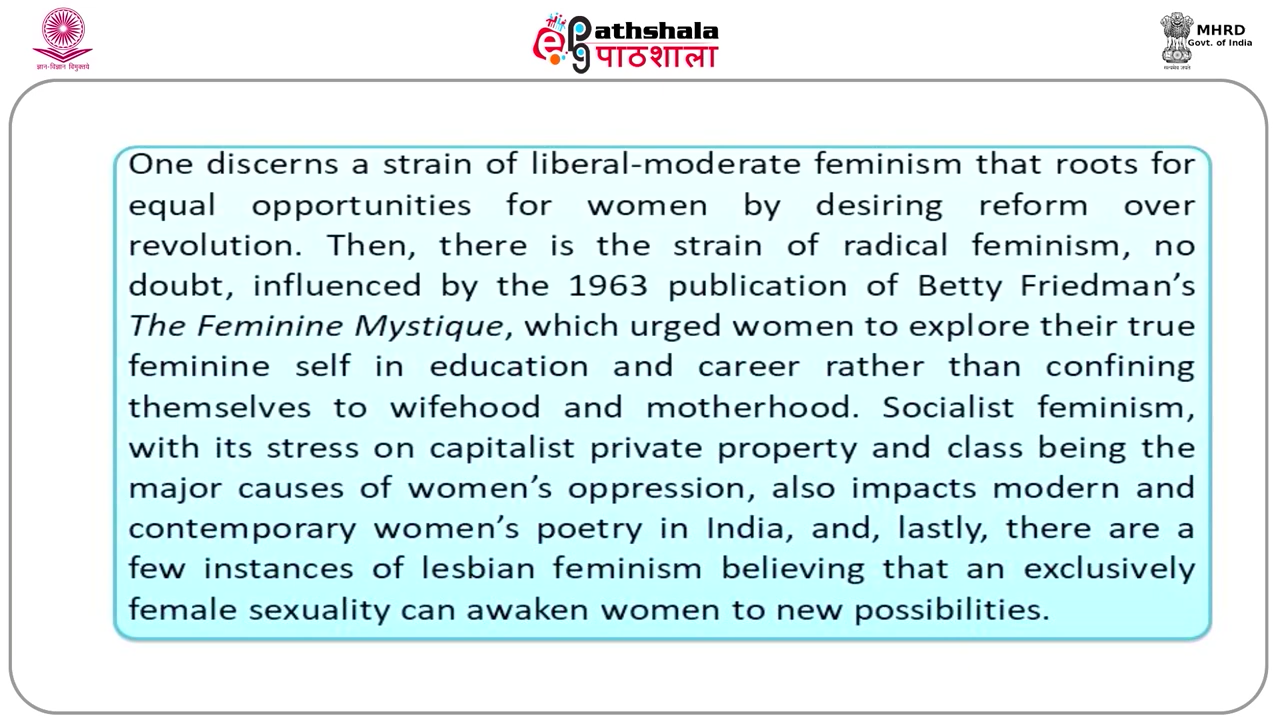 ज्ञान-विज्ञान विमुक्तये
ePG Pathshala
पाठशाला
MHRD
Govt. of India
सत्यमेव जयते
One discerns a strain of liberal-moderate feminism that roots for
equal opportunities for women by desiring reform over
revolution. Then, there is the strain of radical feminism, no
doubt, influenced by the 1963 publication of Betty Friedman’s
The Feminine Mystique, which urged women to explore their true
feminine self in education and career rather than confining
themselves to wifehood and motherhood. Socialist feminism,
with its stress on capitalist private property and class being the
major causes of women’s oppression, also impacts modern and
contemporary women’s poetry in India, and, lastly, there are a
few instances of lesbian feminism believing that an exclusively
female sexuality can awaken women to new possibilities.